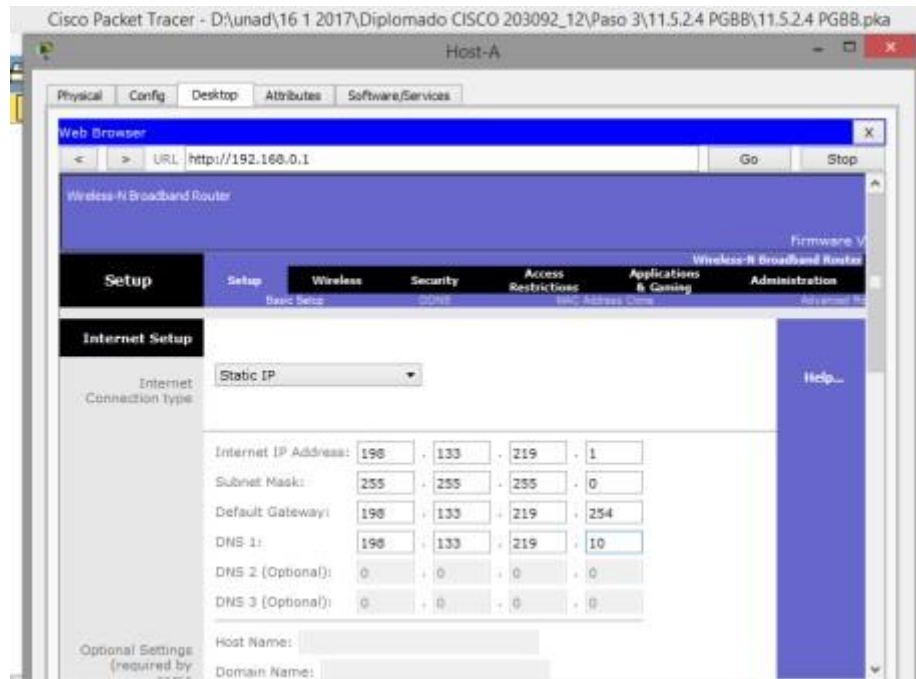 Cisco Packet Tracer - D:\unad\16 1 2017\Diplomado CISCO 203092_12\Paso 3\11.5.2.4 PGBB\11.5.2.4 PGBB.pka
Host-A
Physical Config Desktop Attributes Software/Services
Web Browser X
< > URL http://192.168.0.1 Go Stop
Wireless-N Broadband Router
Firmware V
Wireless-N Broadband Router
Setup Setup Wireless Security Access Restrictions Applications & Gaming Administration
Basic Setup DDNS MAC Address Clone Advanced Ro
Internet Setup
Internet Connection type Static IP Help...
Internet IP Address: 198 . 133 . 219 . 1
Subnet Mask: 255 . 255 . 255 . 0
Default Gateway: 198 . 133 . 219 . 254
DNS 1: 198 . 133 . 219 . 10
DNS 2 (Optional): 0 . 0 . 0 . 0
DNS 3 (Optional): 0 . 0 . 0 . 0
Optional Settings
(required by
Host Name:
Domain Name: